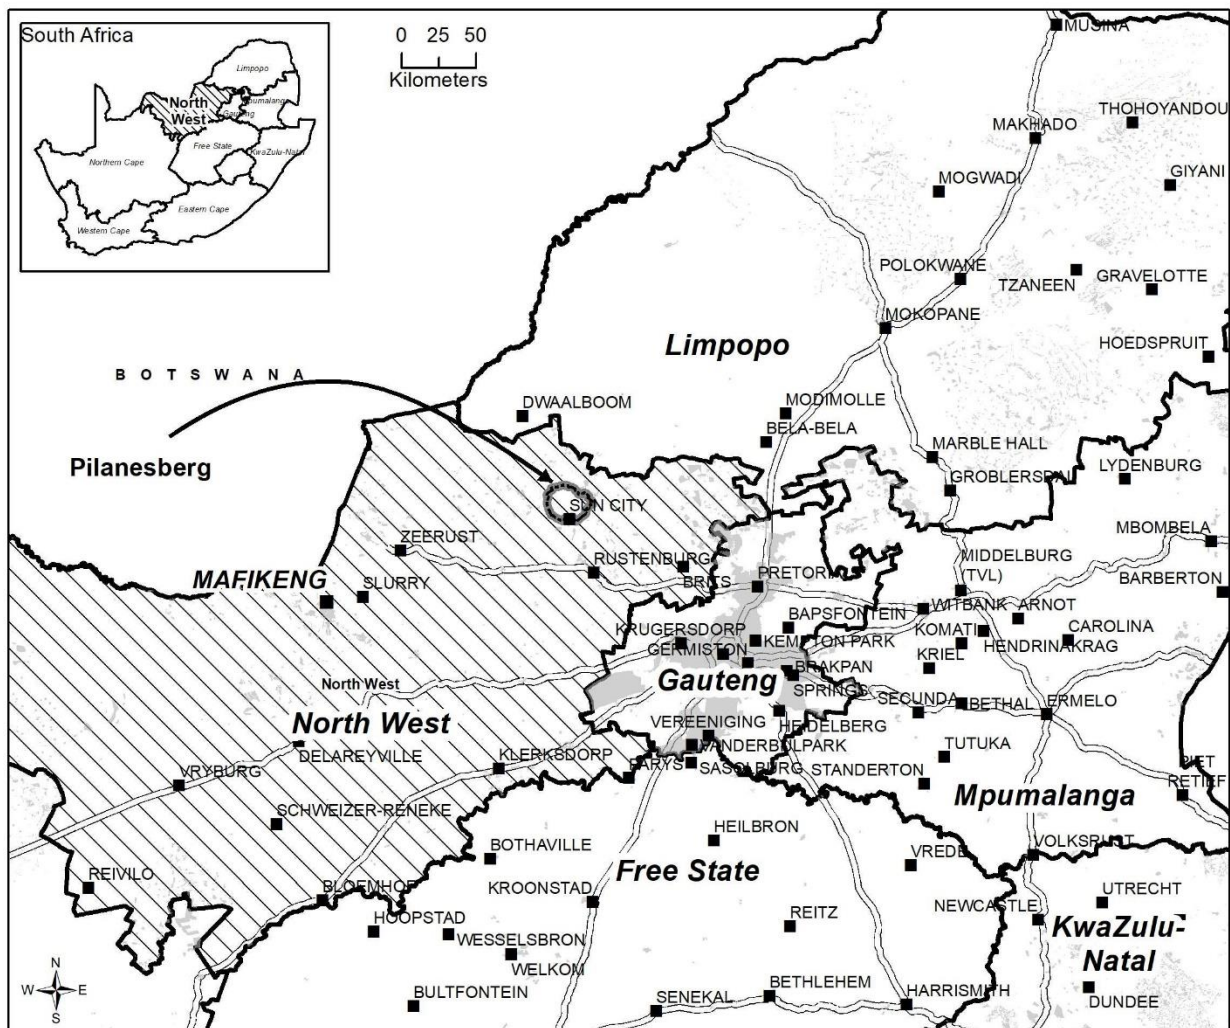 South Africa
Limpopo
North
West
Gauteng
Northern Cape
Free State
KwaZulu-Natal
Eastern Cape
Western Cape
0 25 50
Kilometers
MUSINA
THOHOYANDOU
MAKHADO
GIYANI
MOGWADI
POLOKWANE
TZANEEN
GRAVELOTTE
MOKOPANE
HOEDSPRUIT
Limpopo
BOTSWANA
DWAALBOOM
MODIMOLLE
BELA-BELA
MARBLE HALL
Pilanesberg
LYDENBURG
GROBLERSDAL
SUN CITY
ZEERUST
MBOMBELA
RUSTENBURG
MIDDELBURG
(TVL)
BRITS
PRETORIA
MAFIKENG
SLURRY
BARBERTON
WITBANK
ARNOT
BAPSFONTEIN
KRUGERSDORP
KEMPTON PARK
KOMATI
CAROLINA
GERMISTON
HENDRINAKRAG
KRIEL
BRAKPAN
Gauteng
North West
SPRINGS
SECUNDA
BETHAL
ERMELO
North West
VEREENIGING
HEIDELBERG
DELAREYVILLE
KLERKSDORP
VANDERBIJLPARK
TUTUKA
VRYBURG
PARYS
SASOLBURG
STANDERTON
PIET
RETIEF
Mpumalanga
SCHWEIZER-RENEKE
HEILBRON
VOLKSRUST
BOTHAVILLE
VREDE
Free State
REIVILO
BLOEMHOF
KROONSTAD
UTRECHT
NEWCASTLE
HOOPSTAD
REITZ
KwaZulu-
Natal
WESSELSBRON
WELKOM
N
W E
S
BULTFONTEIN
SENEKAL
BETHLEHEM
HARRISMITH
DUNDEE